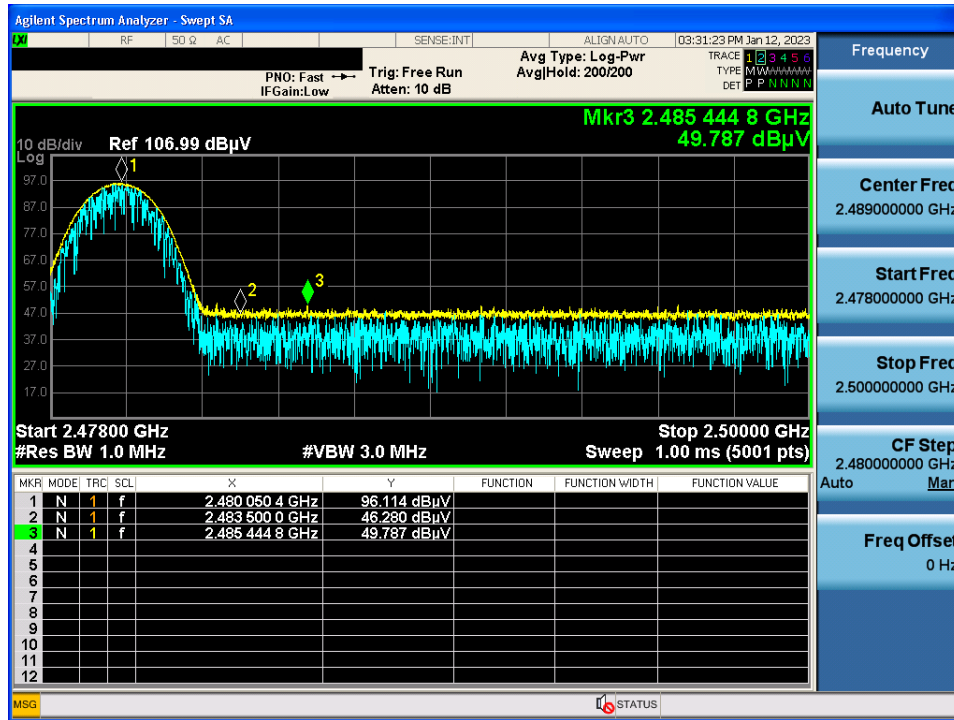 Agilent Spectrum Analyzer - Swept SA
LXI RF 50 Ω AC SENSE:INT ALIGN AUTO 03:31:23 PM Jan 12, 2023
PNO: Fast Trig: Free Run Avg Type: Log-Pwr TRACE 1 2 3 4 5 6
IFGain:Low Atten: 10 dB Avg|Hold: 200/200 TYPE M W W W W W
DET P P N N N N
Mkr3 2.485 444 8 GHz
49.787 dBµV
10 dB/div Ref 106.99 dBµV
Log
97.0
87.0
77.0
67.0
57.0
47.0
37.0
27.0
17.0
1
2
3
Start 2.47800 GHz Stop 2.50000 GHz
#Res BW 1.0 MHz #VBW 3.0 MHz Sweep 1.00 ms (5001 pts)
MKR MODE TRC SCL X Y FUNCTION FUNCTION WIDTH FUNCTION VALUE
1 N 1 f 2.480 050 4 GHz 96.114 dBµV
2 N 1 f 2.483 500 0 GHz 46.280 dBµV
3 N 1 f 2.485 444 8 GHz 49.787 dBµV
4
5
6
7
8
9
10
11
12
MSG STATUS
Frequency
Auto Tune
Center Freq
2.489000000 GHz
Start Freq
2.478000000 GHz
Stop Freq
2.500000000 GHz
CF Step
2.480000000 GHz
Auto Man
Freq Offset
0 Hz